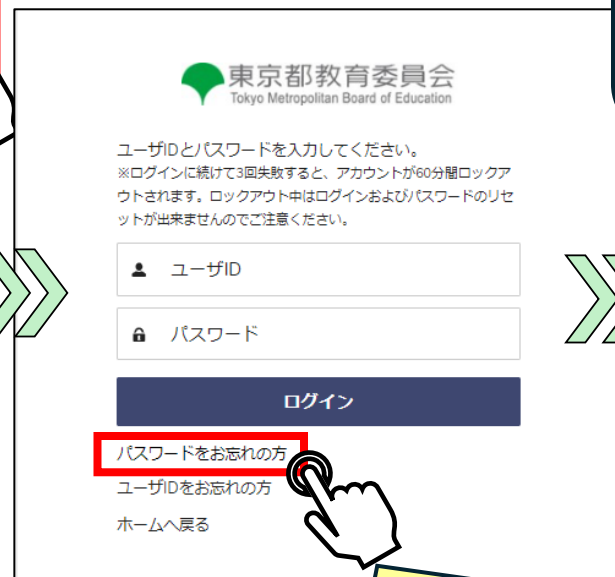 東京都教育委員会
Tokyo Metropolitan Board of Education
ユーザIDとパスワードを入力してください。
※ログインに続けて3回失敗すると、アカウントが60分間ロックア
ウトされます。ロックアウト中はログインおよびパスワードのリセ
ットが出来ませんのでご注意ください。
ユーザID
パスワード
ログイン
パスワードをお忘れの方
ユーザIDをお忘れの方
ホームへ戻る